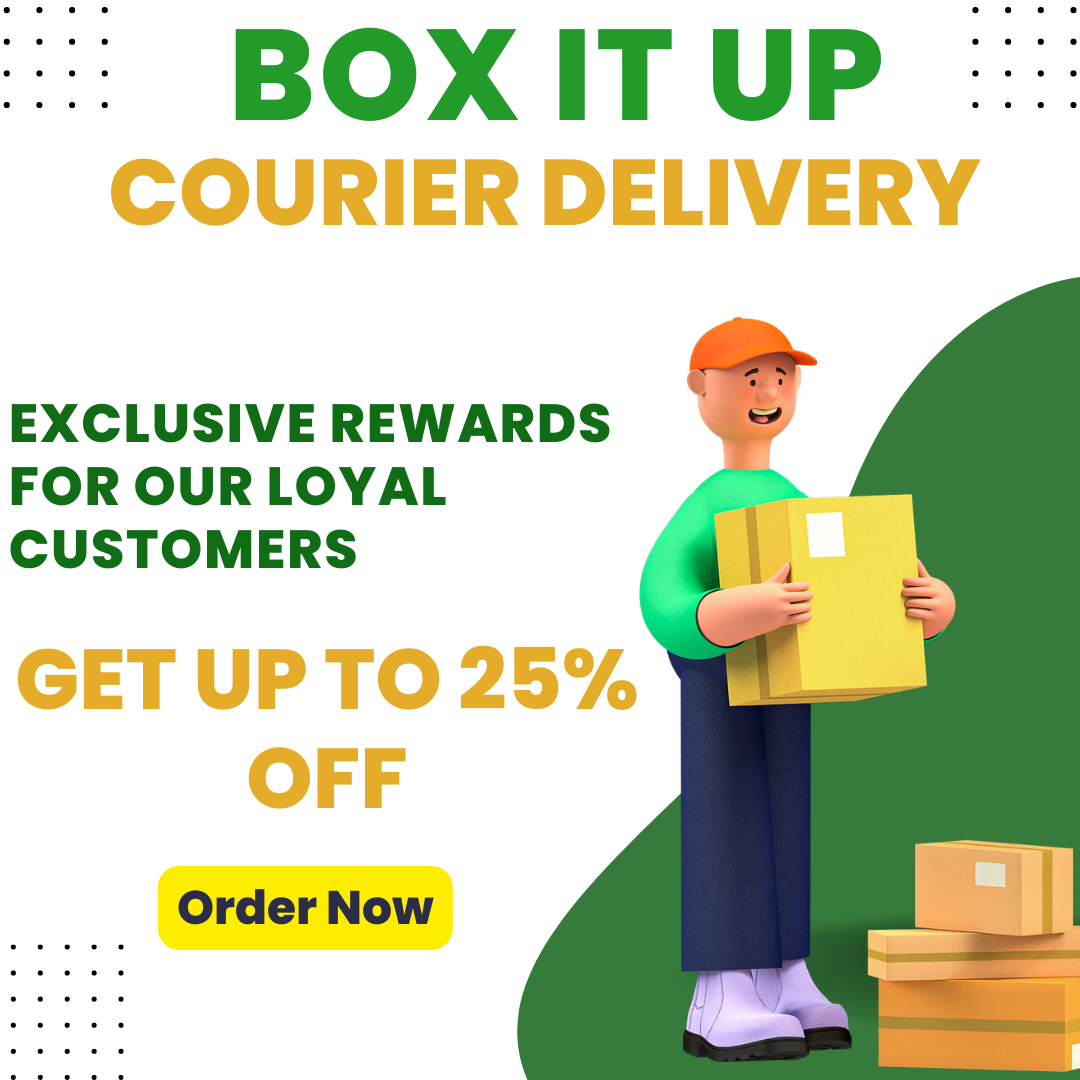 BOX IT UP
COURIER DELIVERY
EXCLUSIVE REWARDS
FOR OUR LOYAL
CUSTOMERS
GET UP TO 25%
OFF
Order Now